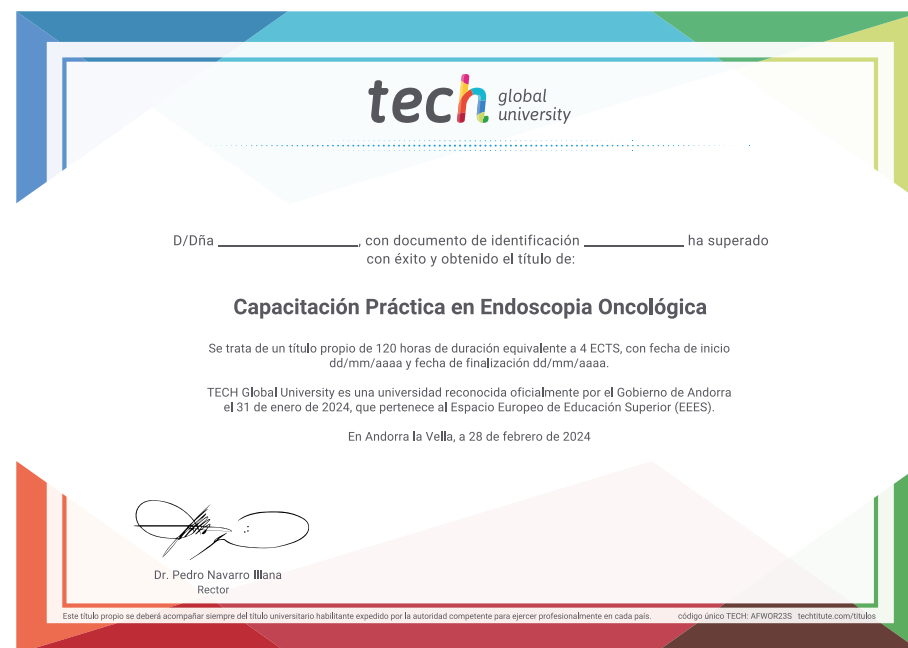 tech global university
D/Dña ______________, con documento de identificación __________ ha superado
con éxito y obtenido el título de:
Capacitación Práctica en Endoscopia Oncológica
Se trata de un título propio de 120 horas de duración equivalente a 4 ECTS, con fecha de inicio
dd/mm/aaaa y fecha de finalización dd/mm/aaaa.
TECH Global University es una universidad reconocida oficialmente por el Gobierno de Andorra
el 31 de enero de 2024, que pertenece al Espacio Europeo de Educación Superior (EEES).
En Andorra la Vella, a 28 de febrero de 2024
Dr. Pedro Navarro Illana
Rector
Este título propio se deberá acompañar siempre del título universitario habilitante expedido por la autoridad competente para ejercer profesionalmente en cada país. código único TECH: AFWOR23S techtitute.com/titulos